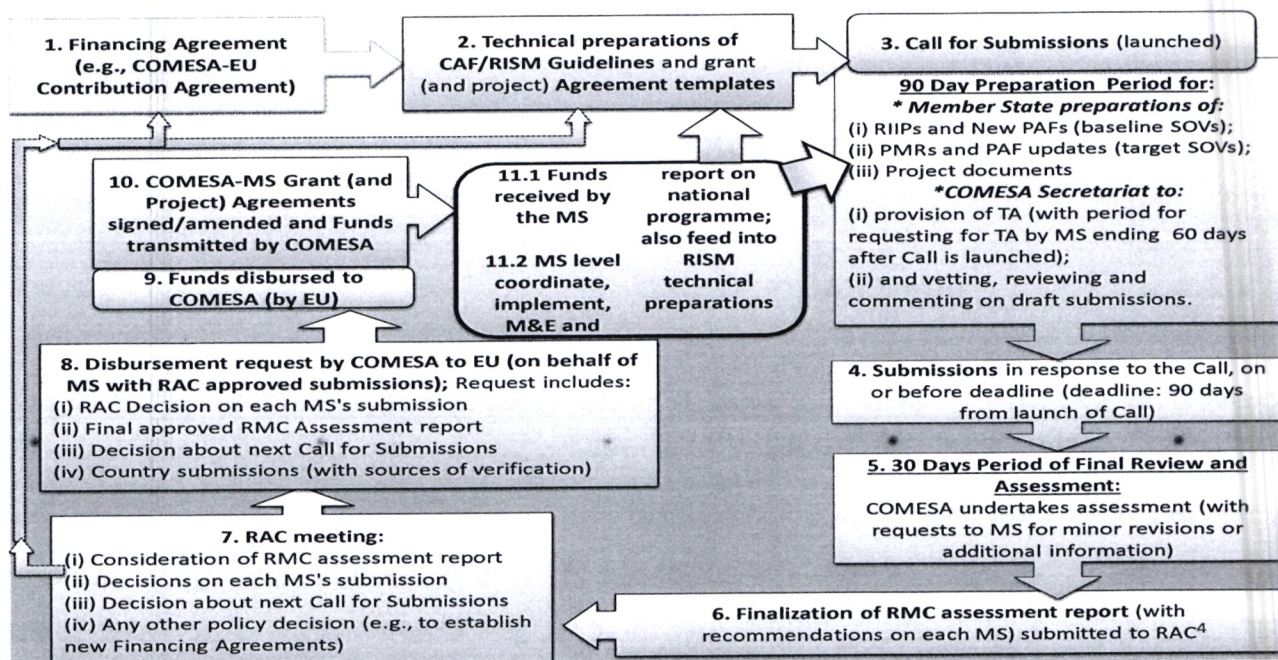 1. Financing Agreement
(e.g., COMESA-EU
Contribution Agreement)
2. Technical preparations of
CAF/RISM Guidelines and grant
(and project) Agreement templates
3. Call for Submissions (launched)
90 Day Preparation Period for:
* Member State preparations of:
(i) RIIPs and New PAFs (baseline SOVs);
(ii) PMRs and PAF updates (target SOVs);
(iii) Project documents
*COMESA Secretariat to:
(i) provision of TA (with period for
requesting for TA by MS ending 60 days
after Call is launched);
(ii) and vetting, reviewing and
commenting on draft submissions.
4. Submissions in response to the Call, on
or before deadline (deadline: 90 days
from launch of Call)
5. 30 Days Period of Final Review and
Assessment:
COMESA undertakes assessment (with
requests to MS for minor revisions or
additional information)
6. Finalization of RMC assessment report (with
recommendations on each MS) submitted to RAC4
7. RAC meeting:
(i) Consideration of RMC assessment report
(ii) Decisions on each MS's submission
(iii) Decision about next Call for Submissions
(iv) Any other policy decision (e.g., to establish
new Financing Agreements)
8. Disbursement request by COMESA to EU (on behalf of
MS with RAC approved submissions); Request includes:
(i) RAC Decision on each MS's submission
(ii) Final approved RMC Assessment report
(iii) Decision about next Call for Submissions
(iv) Country submissions (with sources of verification)
9. Funds disbursed to
COMESA (by EU)
10. COMESA-MS Grant (and
Project) Agreements
signed/amended and Funds
transmitted by COMESA
11.1 Funds
received by
the MS
11.2 MS level
coordinate,
implement,
M&E and
report on
national
programme;
also feed into
RISM
technical
preparations